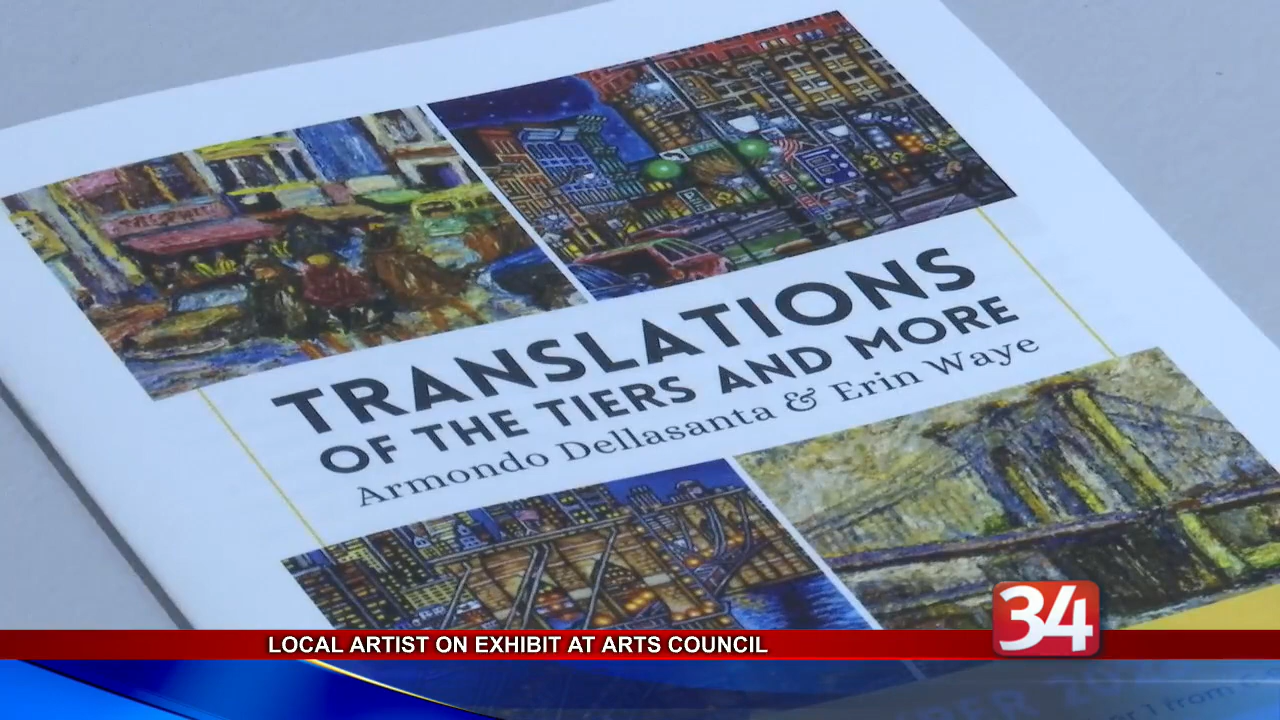 TRANSLATIONS
OF THE TIERS AND MORE
Armondo Dellasanta & Erin Waye
34
LOCAL ARTIST ON EXHIBIT AT ARTS COUNCIL